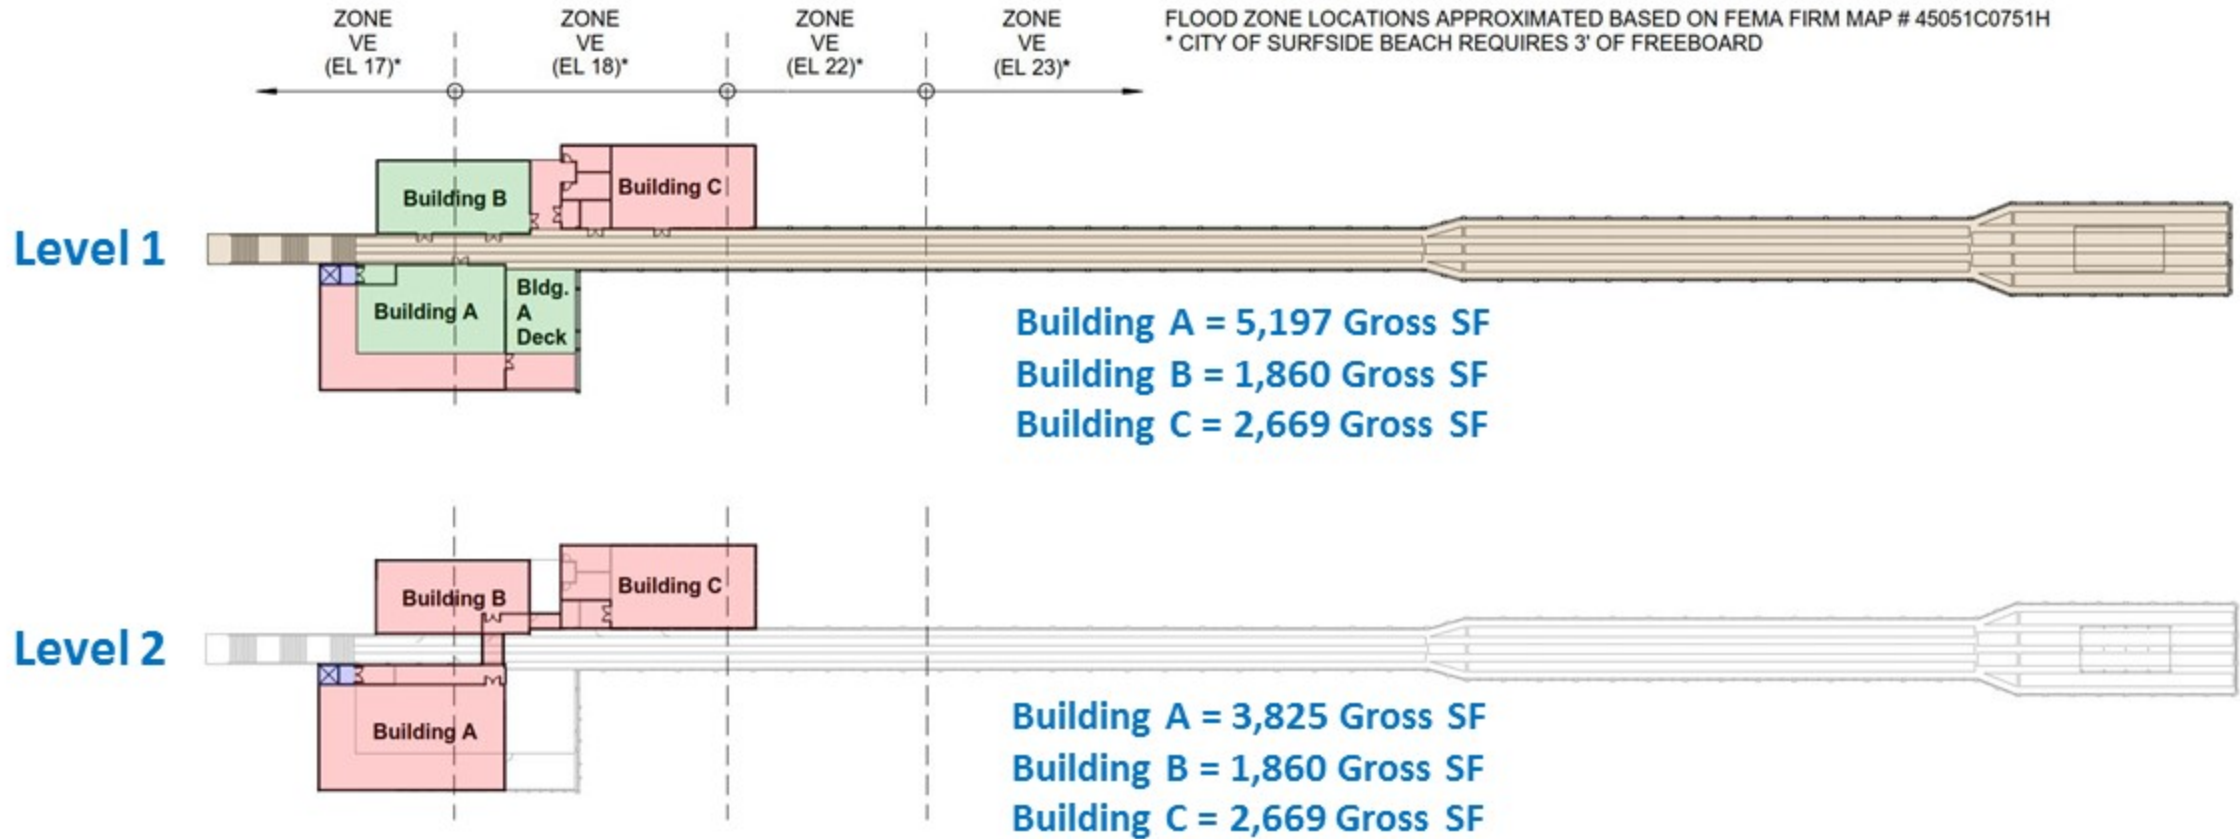 ZONE
VE
(EL 17)*
ZONE
VE
(EL 18)*
ZONE
VE
(EL 22)*
ZONE
VE
(EL 23)*
FLOOD ZONE LOCATIONS APPROXIMATED BASED ON FEMA FIRM MAP # 45051C0751H
* CITY OF SURFSIDE BEACH REQUIRES 3' OF FREEBOARD
Level 1
Building B
Building C
Building A
Bldg.
A
Deck
Building A = 5,197 Gross SF
Building B = 1,860 Gross SF
Building C = 2,669 Gross SF
Level 2
Building B
Building C
Building A
Building A = 3,825 Gross SF
Building B = 1,860 Gross SF
Building C = 2,669 Gross SF